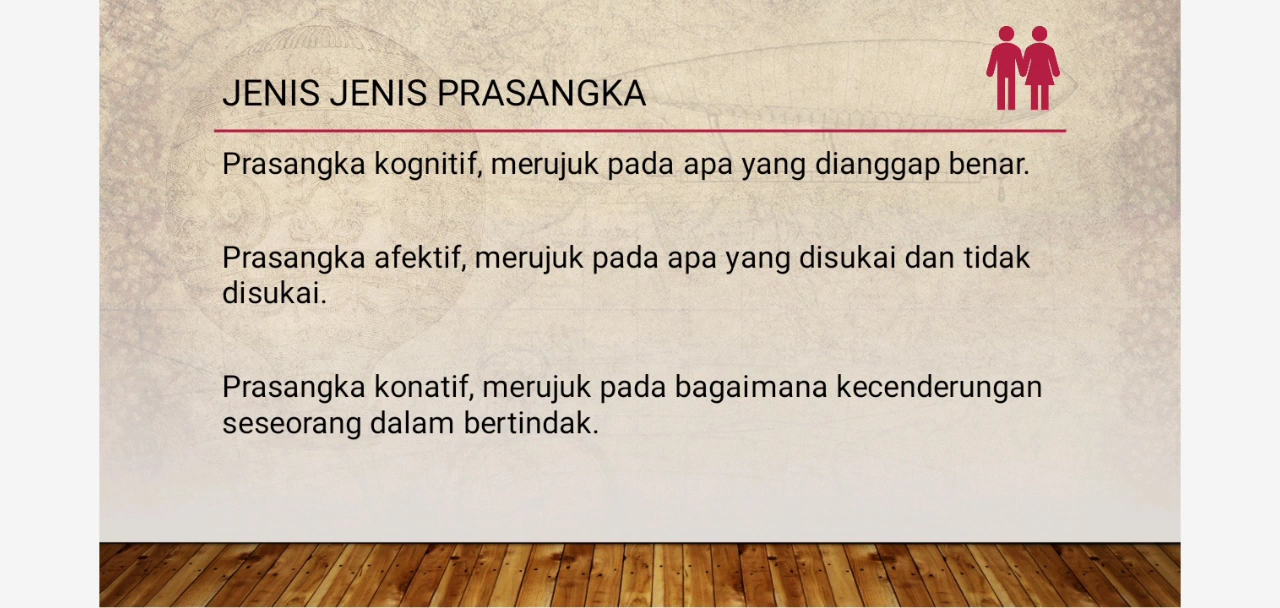 JENIS JENIS PRASANGKA
Prasangka kognitif, merujuk pada apa yang dianggap benar.
Prasangka afektif, merujuk pada apa yang disukai dan tidak
disukai.
Prasangka konatif, merujuk pada bagaimana kecenderungan
seseorang dalam bertindak.